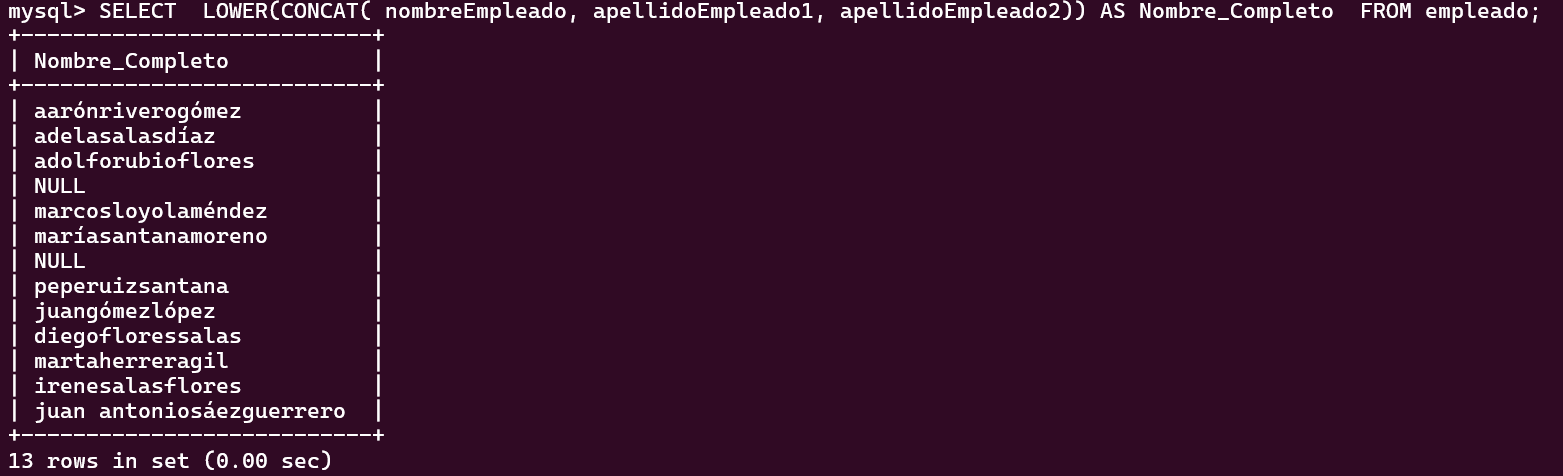 mysql> SELECT  LOWER(CONCAT( nombreEmpleado, apellidoEmpleado1, apellidoEmpleado2)) AS Nombre_Completo  FROM empleado;
+---------------------------+
| Nombre_Completo           |
+---------------------------+
| aarónriverogómez          |
| adelasalasdíaz            |
| adolforubioflores         |
| NULL                      |
| marcosloyolaméndez        |
| maríasantanamoreno        |
| NULL                      |
| peperuizsantana           |
| juangómezlópez            |
| diegofloressalas          |
| martaherreragil           |
| irenesalasflores          |
| juan antoniosáezguerrero  |
+---------------------------+
13 rows in set (0.00 sec)